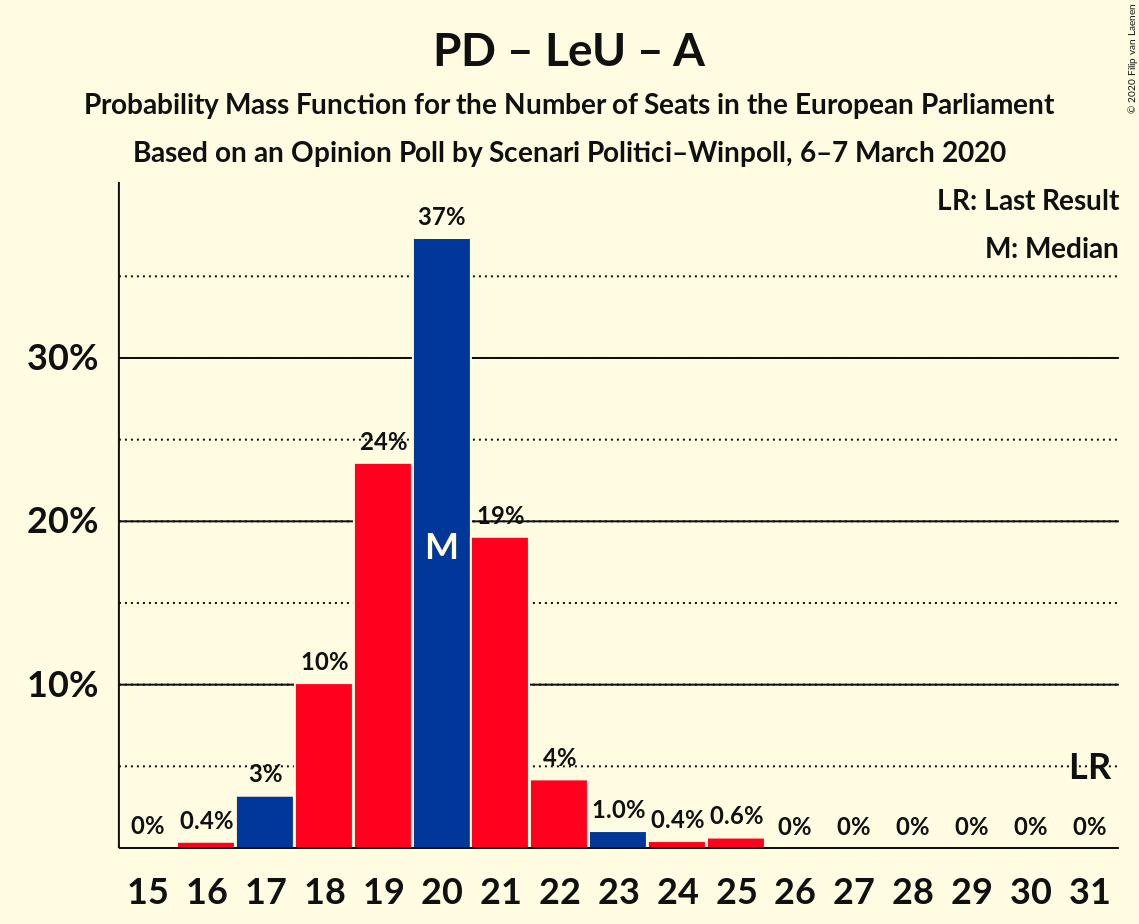 PD – LeU – A
Probability Mass Function for the Number of Seats in the European Parliament
Based on an Opinion Poll by Scenari Politici–Winpoll, 6–7 March 2020
© 2020 Filip van Laenen
LR: Last Result
M: Median
37%
30%
24%
20%
19%
M
10%
10%
4%
3%
LR
0%
0.4%
1.0%
0.4%
0.6%
0%
0%
0%
0%
0%
0%
15 16 17 18 19 20 21 22 23 24 25 26 27 28 29 30 31